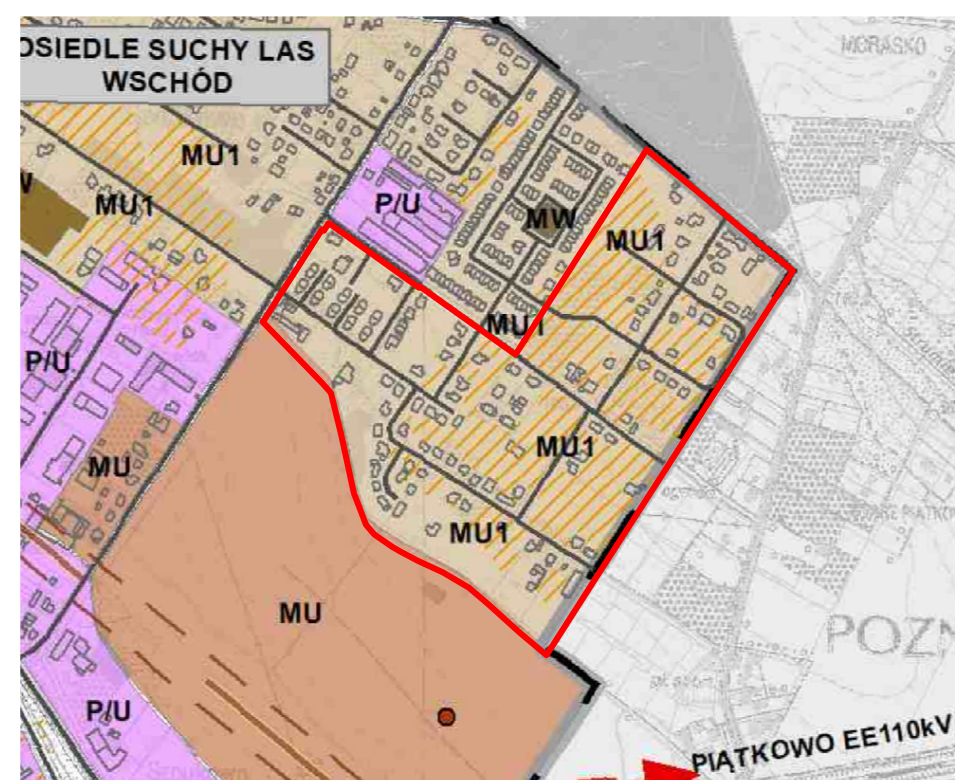 OSIEDLE SUCHY LAS
WSCHÓD
MORASKO
MU1
P/U
MU1
MW
MU1
MU1
P/U
MU1
MU
MU1
MU
POZN
P/U
PIĄTKOWO EE110kV